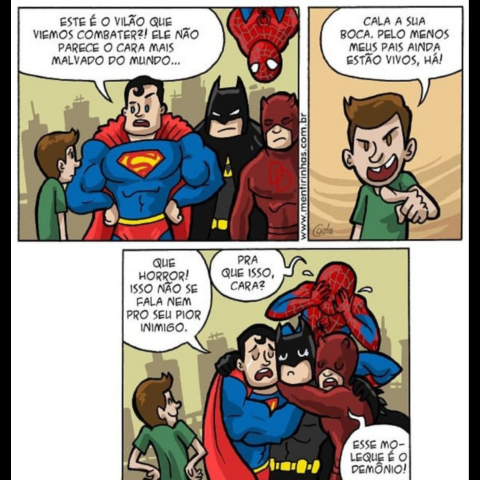 ESTE É O VILÃO QUE
VIEMOS COMBATER?! ELE NÃO
PARECE O CARA MAIS
MALVADO DO MUNDO...
CALA A SUA
BOCA. PELO MENOS
MEUS PAIS AINDA
ESTÃO VIVOS, HÁ!
www.mentirinhas.com.br
Coala
QUE
HORROR!
ISSO NÃO SE
FALA NEM
PRO SEU PIOR
INIMIGO.
PRA
QUE ISSO,
CARA?
ESSE MO-
LEQUE É O
DEMÔNIO!